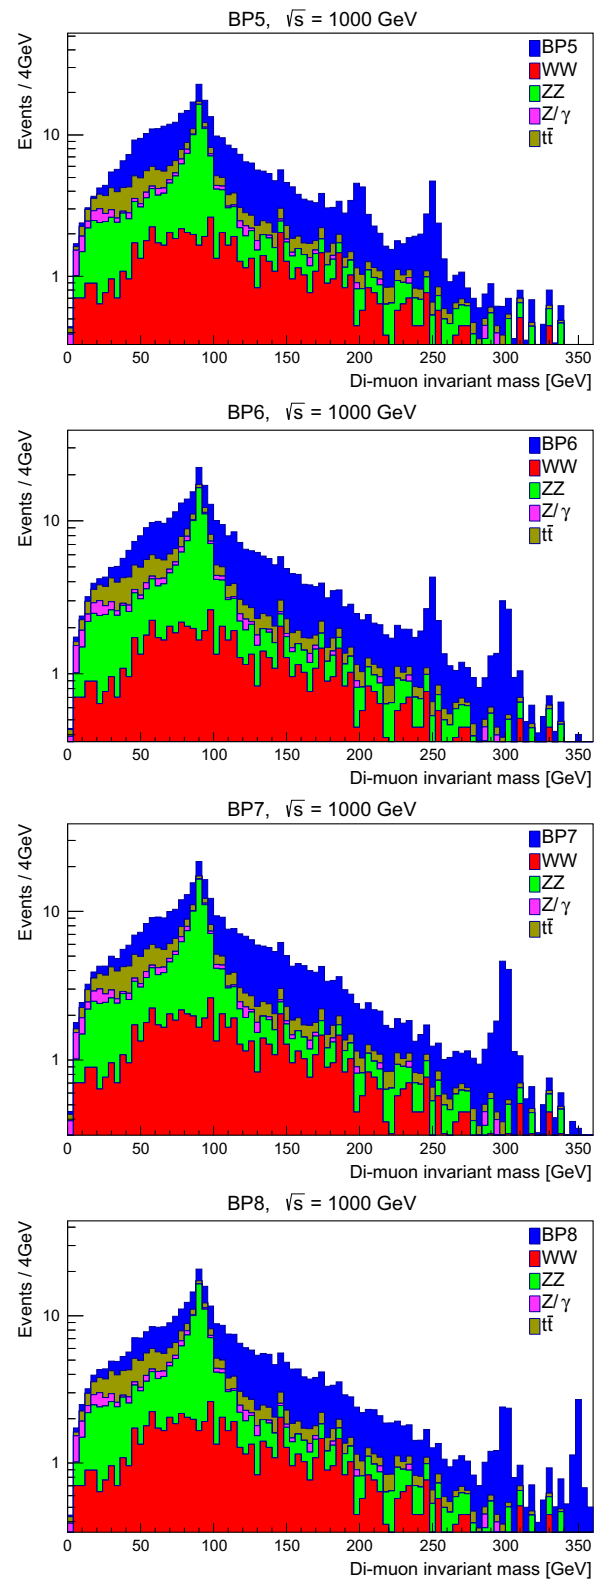 BP5, √s = 1000 GeV
Events / 4GeV
BP5
WW
ZZ
Z/γ
tt̄
10
1
0 50 100 150 200 250 300 350
Di-muon invariant mass [GeV]
BP6, √s = 1000 GeV
Events / 4GeV
BP6
WW
ZZ
Z/γ
tt̄
10
1
0 50 100 150 200 250 300 350
Di-muon invariant mass [GeV]
BP7, √s = 1000 GeV
Events / 4GeV
BP7
WW
ZZ
Z/γ
tt̄
10
1
0 50 100 150 200 250 300 350
Di-muon invariant mass [GeV]
BP8, √s = 1000 GeV
Events / 4GeV
BP8
WW
ZZ
Z/γ
tt̄
10
1
0 50 100 150 200 250 300 350
Di-muon invariant mass [GeV]